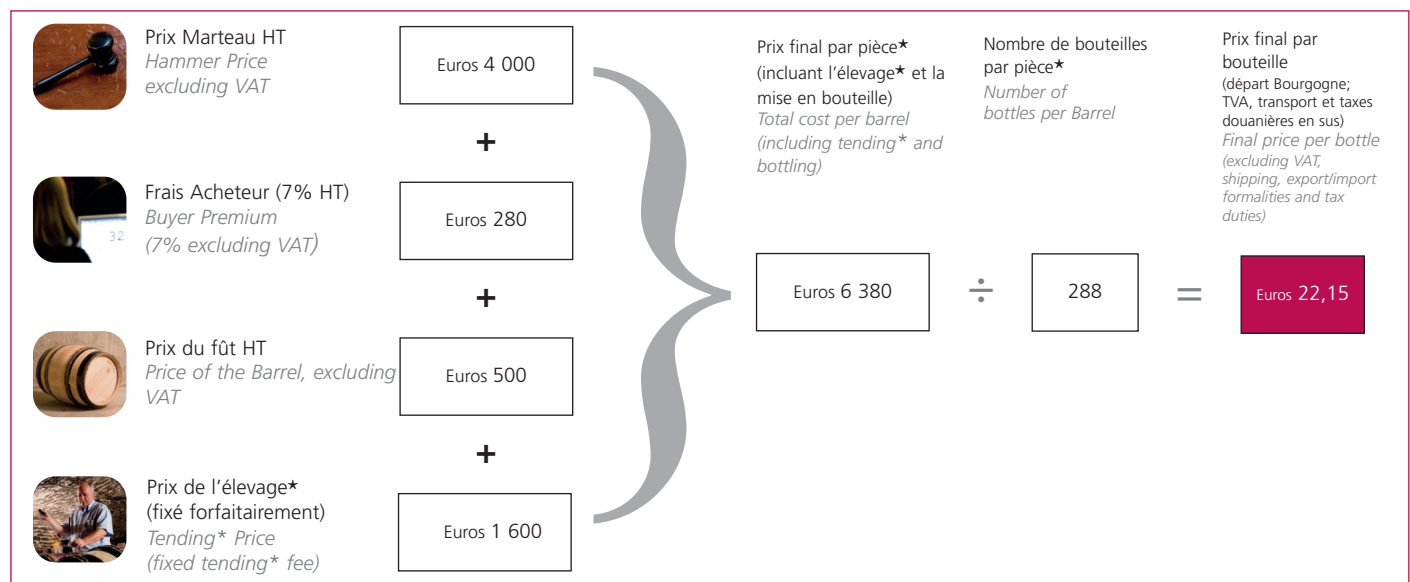 Prix Marteau HT
Hammer Price
excluding VAT
Euros 4 000
+
Frais Acheteur (7% HT)
Buyer Premium
(7% excluding VAT)
32
Euros 280
+
Prix du fût HT
Price of the Barrel, excluding
VAT
Euros 500
+
Prix de l'élevage★
(fixé forfaitairement)
Tending* Price
(fixed tending* fee)
Euros 1 600
Prix final par pièce★
(incluant l'élevage★ et la
mise en bouteille)
Total cost per barrel
(including tending* and
bottling)
Euros 6 380
÷
Nombre de bouteilles
par pièce★
Number of
bottles per Barrel
288
=
Prix final par
bouteille
(départ Bourgogne;
TVA, transport et taxes
douanières en sus)
Final price per bottle
(excluding VAT,
shipping, export/import
formalities and tax
duties)
Euros 22,15